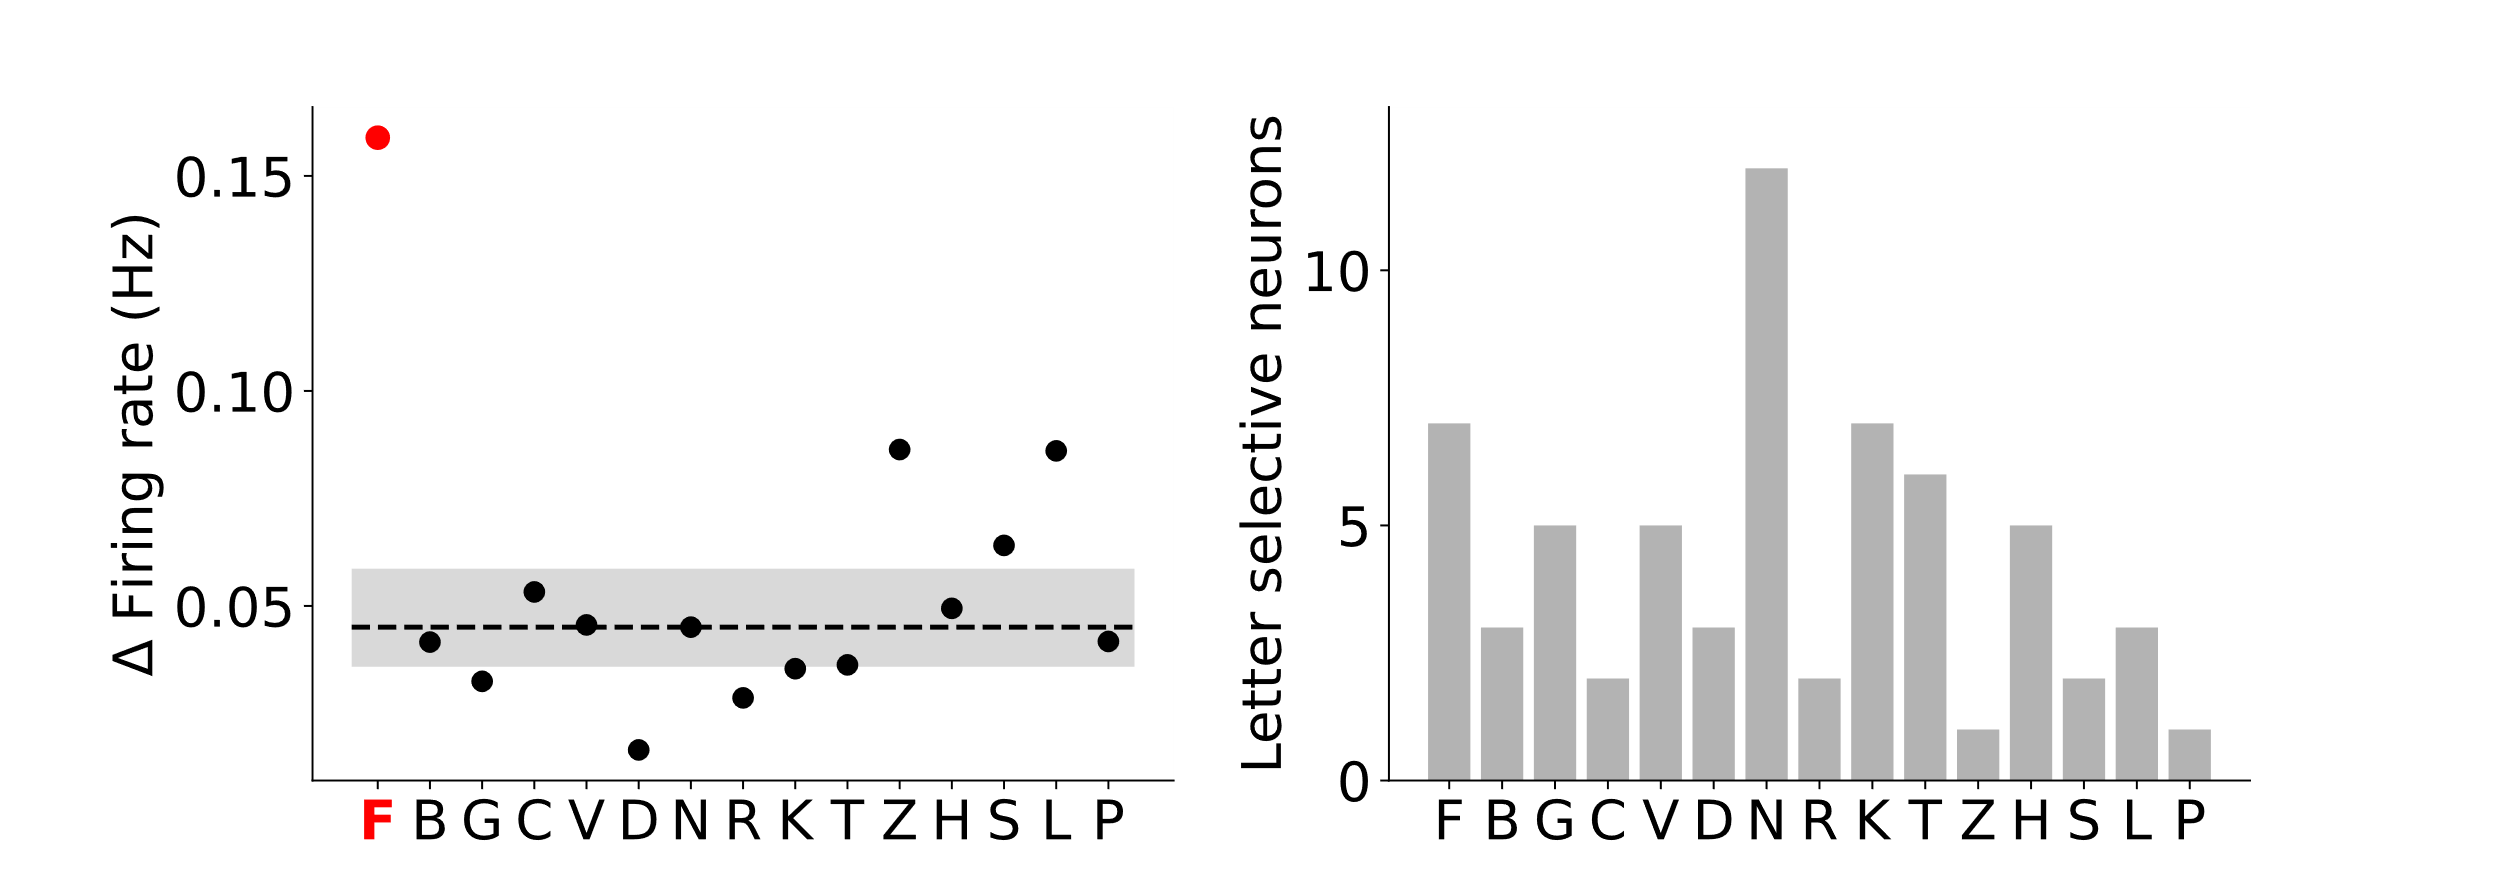 Δ Firing rate (Hz)
0.15
0.10
0.05
F B G C V D N R K T Z H S L P
Letter selective neurons
10
5
0
F B G C V D N R K T Z H S L P